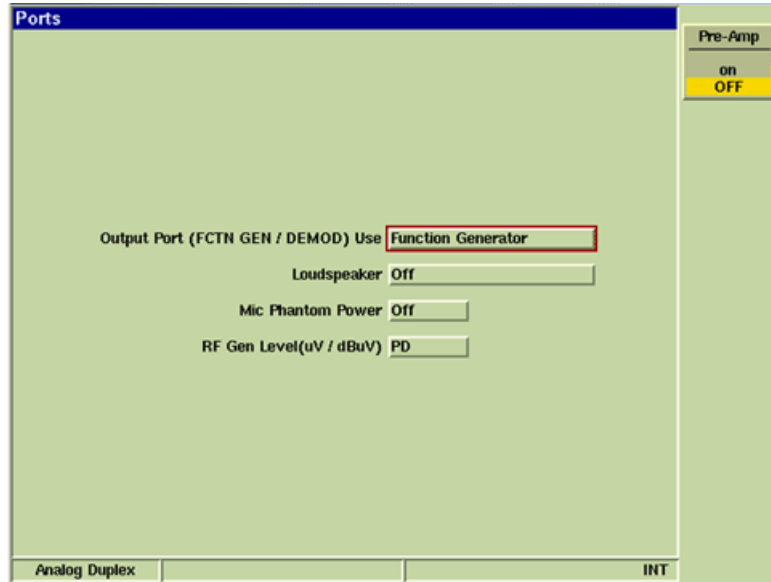 Ports
Pre-Amp
on
OFF
Output Port (FCTN GEN / DEMOD) Use Function Generator
Loudspeaker Off
Mic Phantom Power Off
RF Gen Level(uV / dBuV) PD
Analog Duplex INT